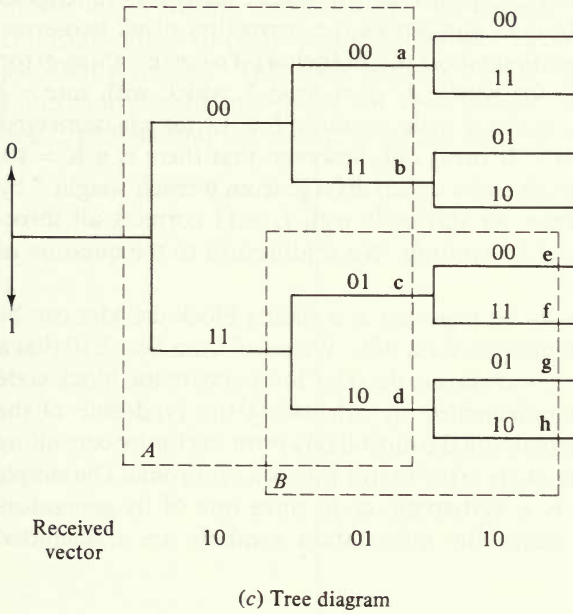 00
00 a
11
00
11 b
01
0
10
1
00 e
01 c
11 f
11
01 g
10 d
10 h
A
B
Received
vector
10
01
10
(c) Tree diagram